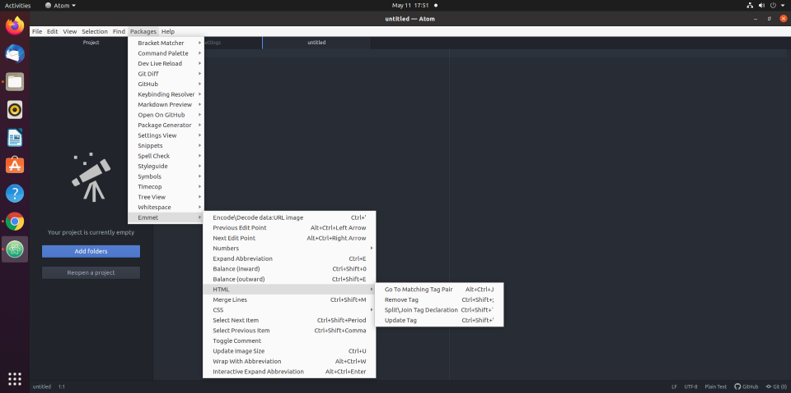 Activities
Atom
May 11 17:51
untitled — Atom
File Edit View Selection Find Packages Help
Project
untitled
Bracket Matcher
Command Palette
Dev Live Reload
Git Diff
GitHub
Keybinding Resolver
Markdown Preview
Open On GitHub
Package Generator
Settings View
Snippets
Spell Check
Styleguide
Symbols
Timecop
Tree View
Whitespace
Emmet
Your project is currently empty
Add folders
Reopen a project
Encode\Decode data:URL image Ctrl+'
Previous Edit Point Alt+Ctrl+Left Arrow
Next Edit Point Alt+Ctrl+Right Arrow
Numbers
Expand Abbreviation Ctrl+E
Balance (inward) Ctrl+Shift+0
Balance (outward) Ctrl+Shift+E
HTML
Merge Lines Ctrl+Shift+M
CSS
Select Next Item Ctrl+Shift+Period
Select Previous Item Ctrl+Shift+Comma
Toggle Comment
Update Image Size Ctrl+U
Wrap With Abbreviation Alt+Ctrl+W
Interactive Expand Abbreviation Alt+Ctrl+Enter
Go To Matching Tag Pair Alt+Ctrl+J
Remove Tag Ctrl+Shift+;
Split\Join Tag Declaration Ctrl+Shift+`
Update Tag Ctrl+Shift+'
untitled 1:1
LF UTF-8 Plain Text GitHub Git (0)